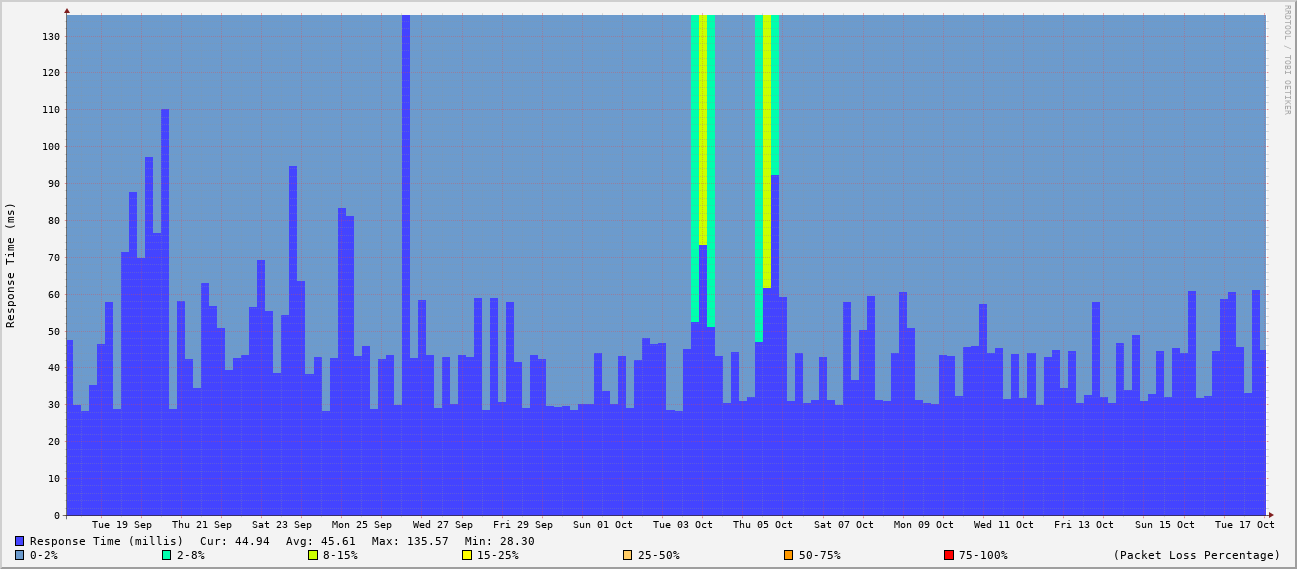 RRDTOOL / TOBI OETIKER
Response Time (ms)
130
120
110
100
90
80
70
60
50
40
30
20
10
0
Tue 19 Sep Thu 21 Sep Sat 23 Sep Mon 25 Sep Wed 27 Sep Fri 29 Sep Sun 01 Oct Tue 03 Oct Thu 05 Oct Sat 07 Oct Mon 09 Oct Wed 11 Oct Fri 13 Oct Sun 15 Oct Tue 17 Oct
Response Time (millis) Cur: 44.94 Avg: 45.61 Max: 135.57 Min: 28.30
0-2% 2-8% 8-15% 15-25% 25-50% 50-75% 75-100% (Packet Loss Percentage)